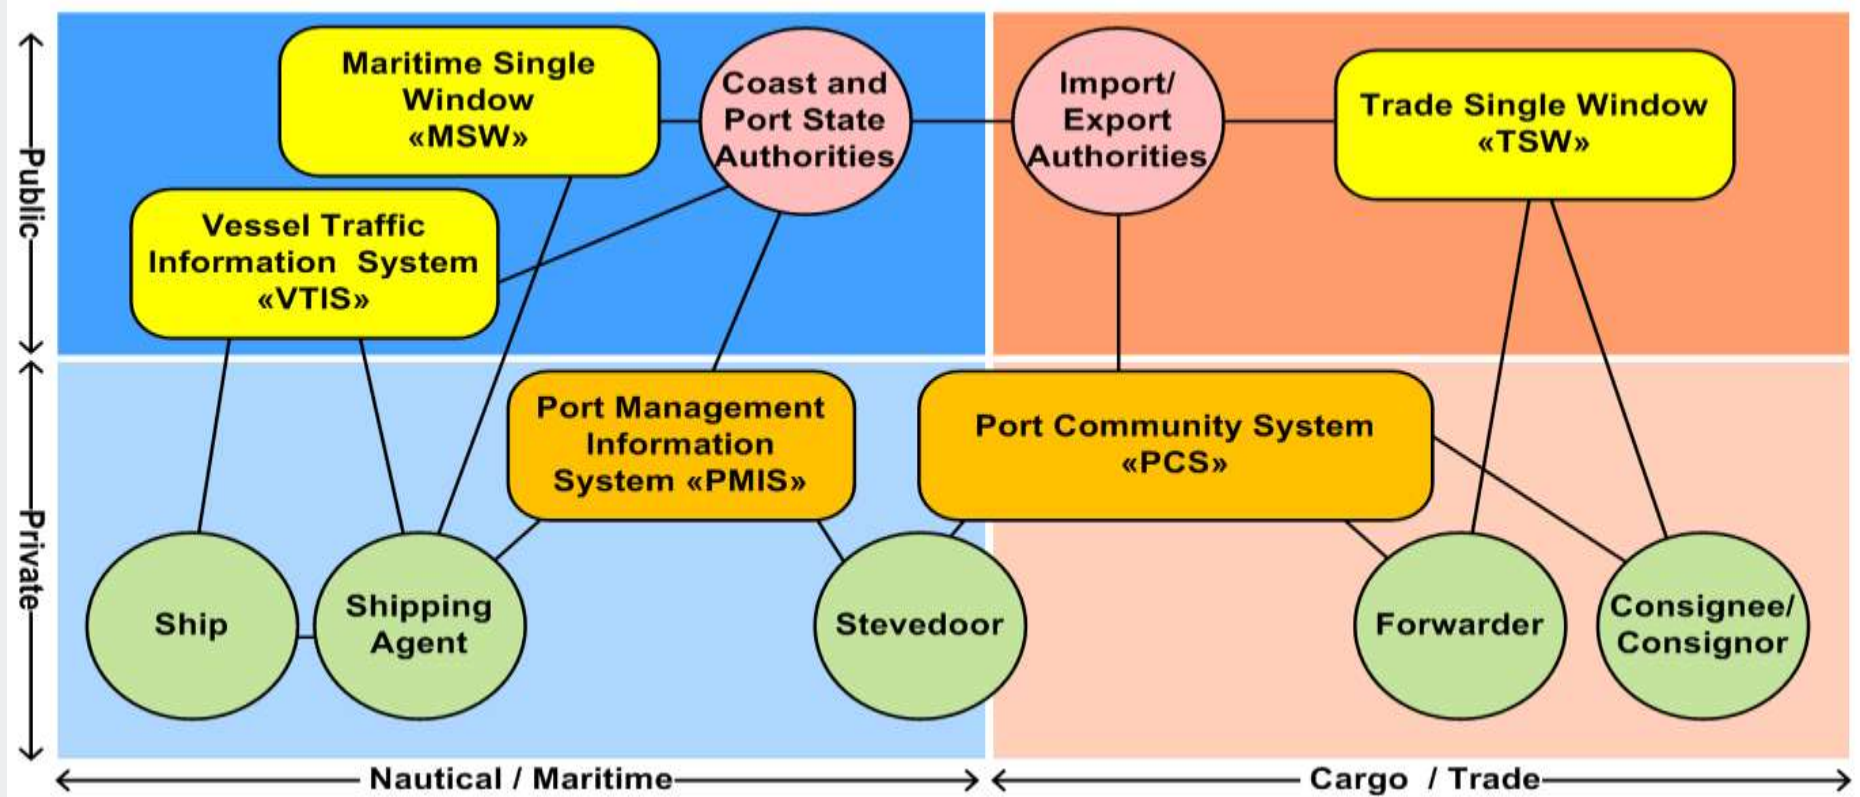 Maritime Single
Window
«MSW»
Coast and
Port State
Authorities
Import/
Export
Authorities
Trade Single Window
«TSW»
Public
Vessel Traffic
Information System
«VTIS»
Port Management
Information
System «PMIS»
Port Community System
«PCS»
Private
Ship
Shipping
Agent
Stevedoor
Forwarder
Consignee/
Consignor
Nautical / Maritime
Cargo / Trade